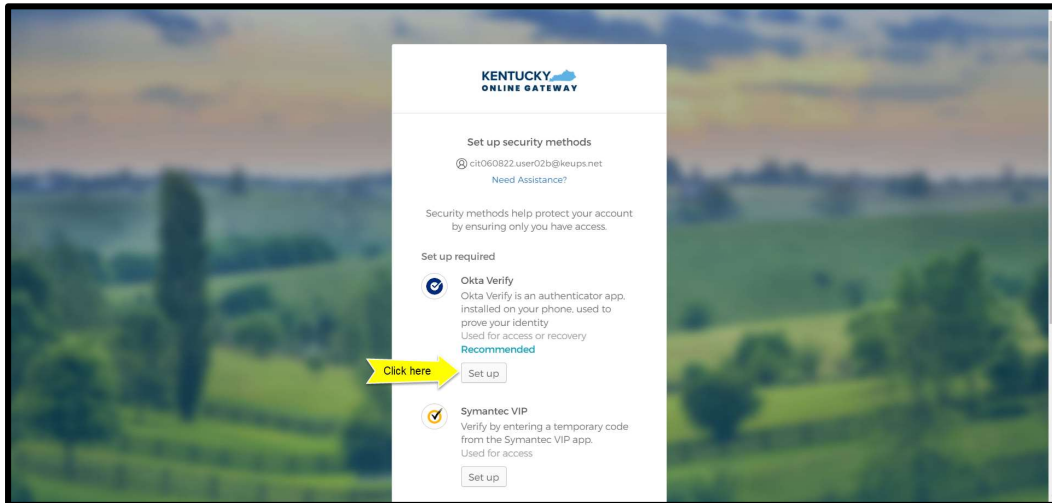 KENTUCKY
ONLINE GATEWAY
Set up security methods
cit060822.user02b@keups.net
Need Assistance?
Security methods help protect your account
by ensuring only you have access.
Set up required
Okta Verify
Okta Verify is an authenticator app,
installed on your phone, used to
prove your identity
Used for access or recovery
Recommended
Click here
Set up
Symantec VIP
Verify by entering a temporary code
from the Symantec VIP app.
Used for access
Set up